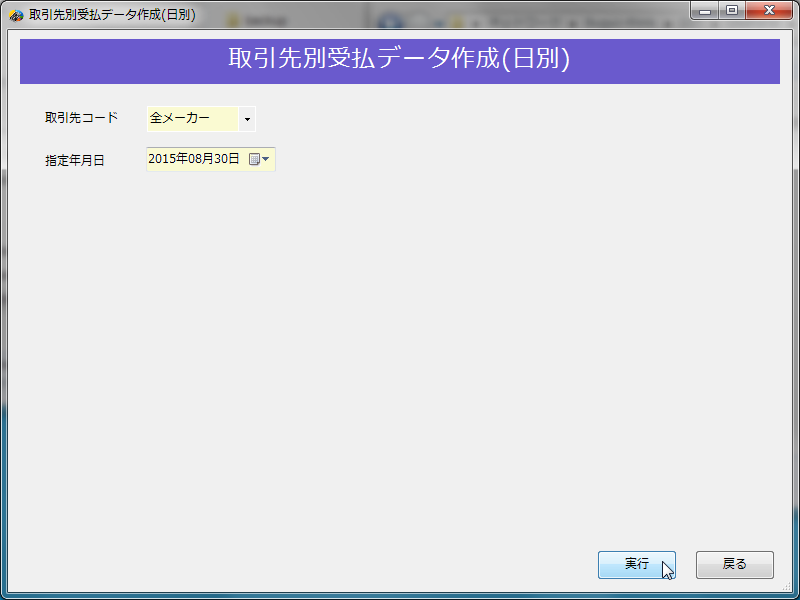 取引先別受払データ作成(日別)
取引先別受払データ作成(日別)
取引先コード 全メーカー
指定年月日 2015年08月30日
実行 戻る